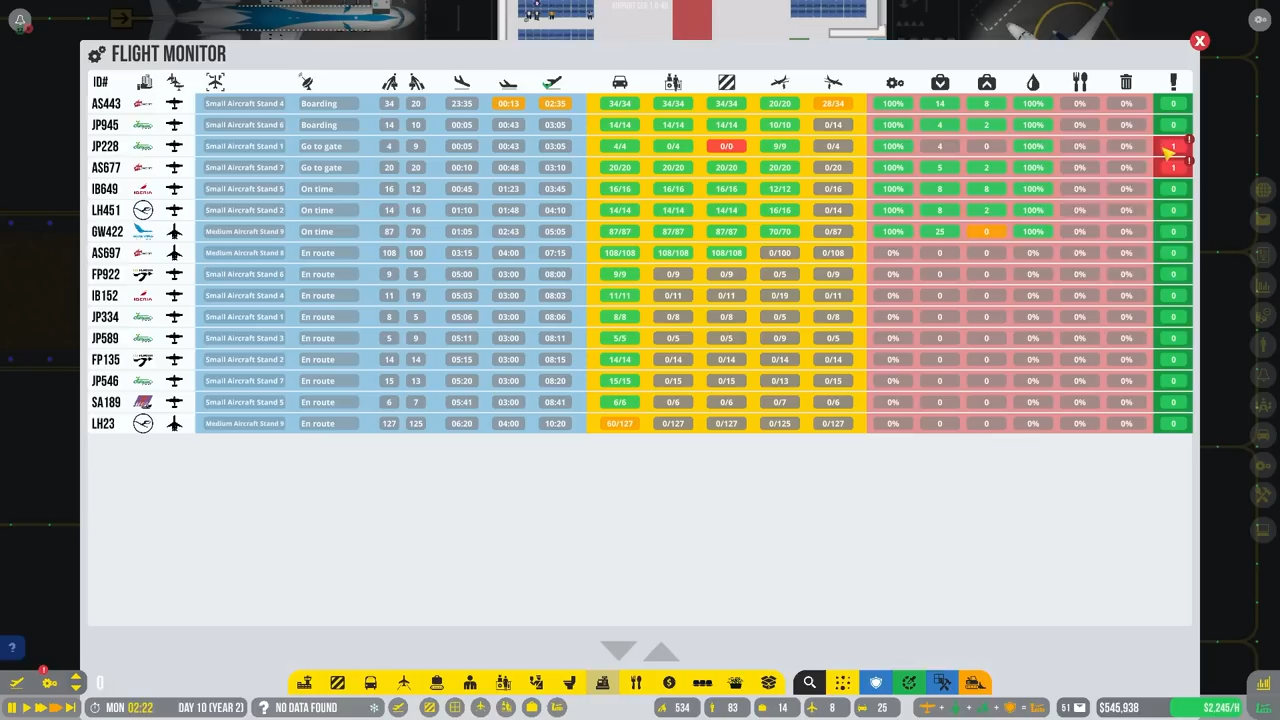 AIRPORT CEO 1.0-43
FLIGHT MONITOR
X
ID#
AS443 Small Aircraft Stand 4 Boarding 34 20 23:35 00:13 02:35 34/34 34/34 34/34 20/20 28/34 100% 14 8 100% 0% 0% 0
JP945 Small Aircraft Stand 6 Boarding 14 10 00:05 00:43 03:05 14/14 14/14 14/14 10/10 0/14 100% 4 2 100% 0% 0% 0
JP228 Small Aircraft Stand 1 Go to gate 4 9 00:05 00:43 03:05 4/4 0/4 0/0 9/9 0/4 100% 4 0 100% 0% 0% 1 !
AS677 Small Aircraft Stand 7 Go to gate 20 20 00:10 00:48 03:10 20/20 20/20 20/20 20/20 0/20 100% 5 2 100% 0% 0% 1 !
IB649 IBERIA Small Aircraft Stand 5 On time 16 12 00:45 01:23 03:45 16/16 16/16 16/16 12/12 0/16 100% 8 8 100% 0% 0% 0
LH451 Small Aircraft Stand 2 On time 14 16 01:10 01:48 04:10 14/14 14/14 14/14 16/16 0/14 100% 8 2 100% 0% 0% 0
GW422 Medium Aircraft Stand 9 On time 87 70 01:05 02:43 05:05 87/87 87/87 87/87 70/70 0/87 100% 25 0 100% 0% 0% 0
AS697 Medium Aircraft Stand 8 En route 108 100 03:15 04:00 07:15 108/108 108/108 108/108 0/100 0/108 0% 0 0 0% 0% 0% 0
FP922 Small Aircraft Stand 6 En route 9 5 05:00 03:00 08:00 9/9 0/9 0/9 0/5 0/9 0% 0 0 0% 0% 0% 0
IB152 IBERIA Small Aircraft Stand 4 En route 11 19 05:03 03:00 08:03 11/11 0/11 0/11 0/19 0/11 0% 0 0 0% 0% 0% 0
JP334 Small Aircraft Stand 1 En route 8 5 05:06 03:00 08:06 8/8 0/8 0/8 0/5 0/8 0% 0 0 0% 0% 0% 0
JP589 Small Aircraft Stand 3 En route 5 9 05:11 03:00 08:11 5/5 0/5 0/5 0/9 0/5 0% 0 0 0% 0% 0% 0
FP135 Small Aircraft Stand 2 En route 14 14 05:15 03:00 08:15 14/14 0/14 0/14 0/14 0/14 0% 0 0 0% 0% 0% 0
JP546 Small Aircraft Stand 7 En route 15 13 05:20 03:00 08:20 15/15 0/15 0/15 0/13 0/15 0% 0 0 0% 0% 0% 0
SA189 Small Aircraft Stand 5 En route 6 7 05:41 03:00 08:41 6/6 0/6 0/6 0/7 0/6 0% 0 0 0% 0% 0% 0
LH23 Medium Aircraft Stand 9 En route 127 125 06:20 04:00 10:20 60/127 0/127 0/127 0/125 0/127 0% 0 0 0% 0% 0% 0
?
! 0
MON 02:22 DAY 10 (YEAR 2) ? NO DATA FOUND 534 83 14 8 25 + + + = 51 $545,938 $2,245/H